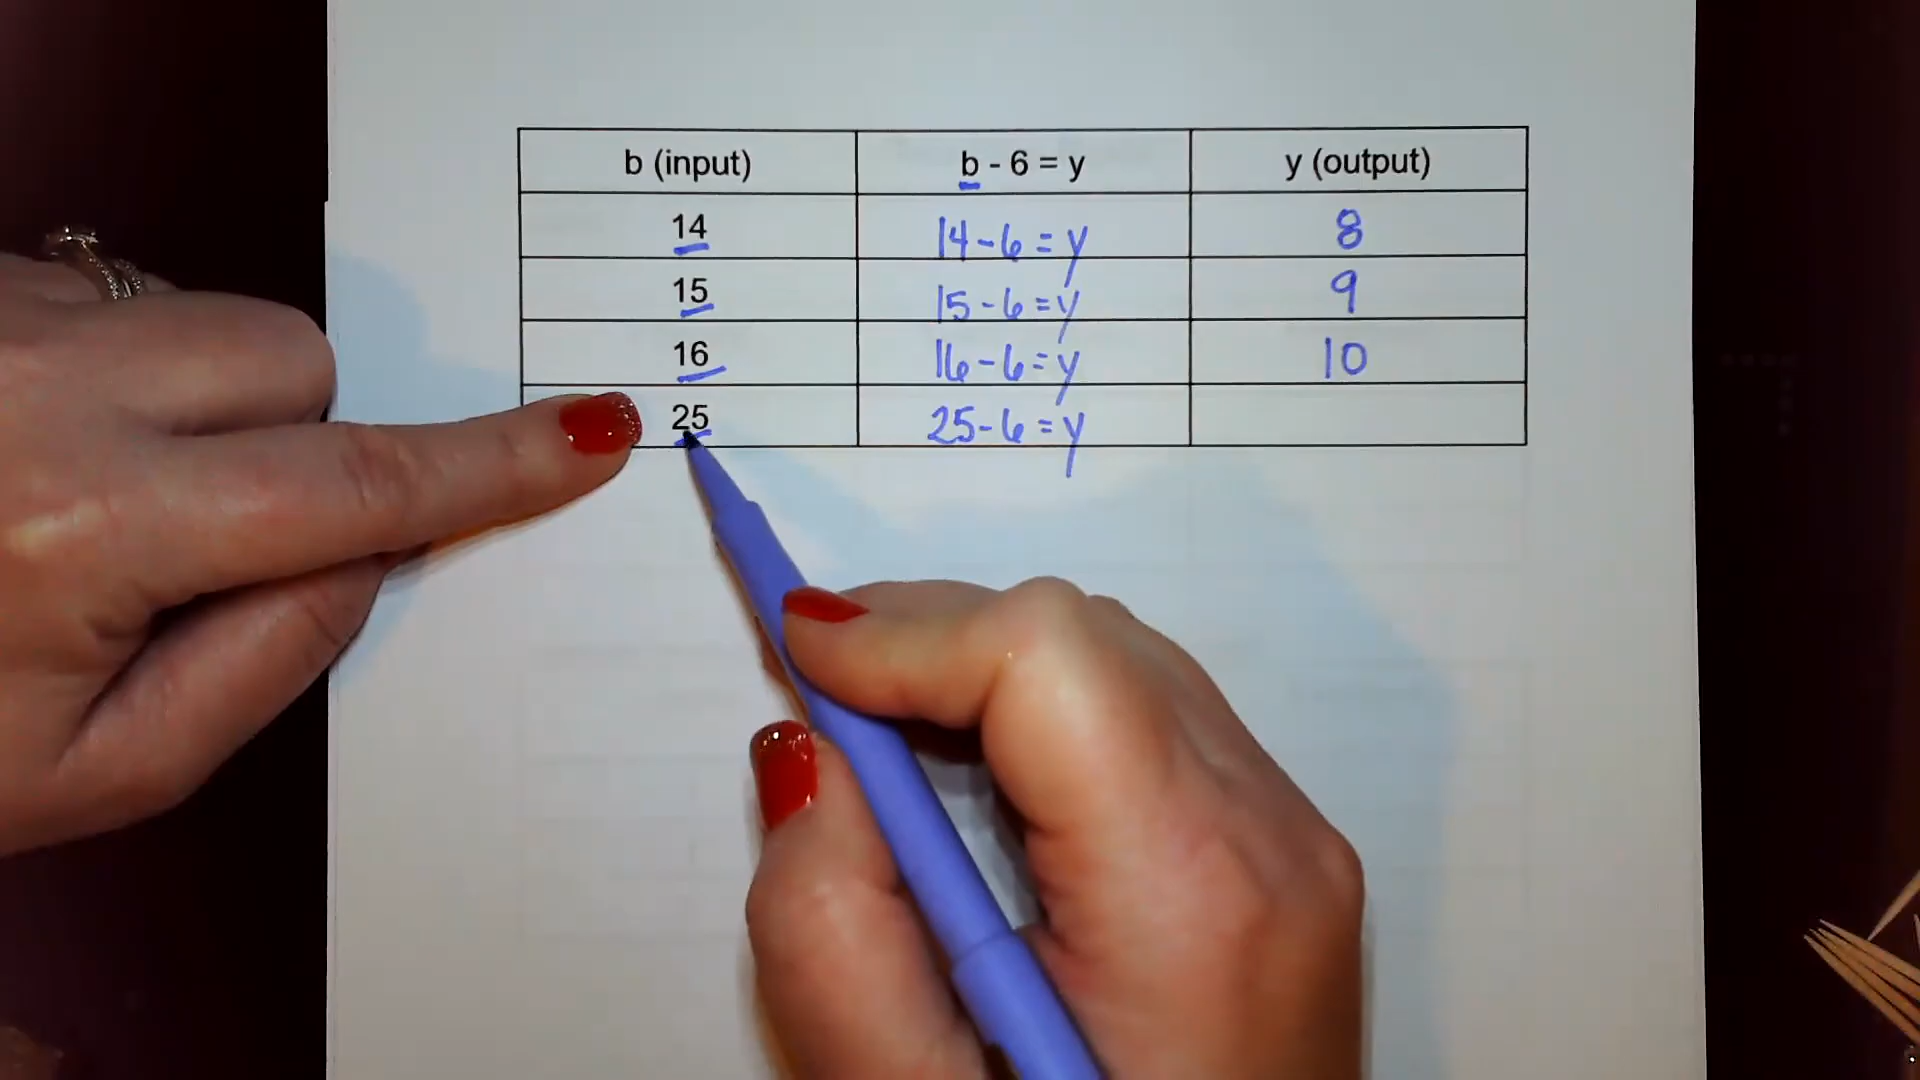 b (input) b - 6 = y y (output)
14 14 - 6 = y 8
15 15 - 6 = y 9
16 16 - 6 = y 10
25 25 - 6 = y